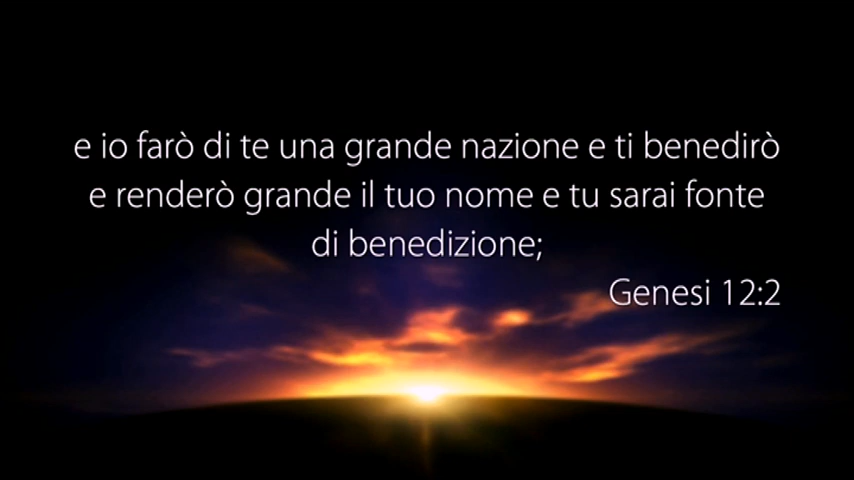 e io farò di te una grande nazione e ti benedirò
e renderò grande il tuo nome e tu sarai fonte
di benedizione;
Genesi 12:2